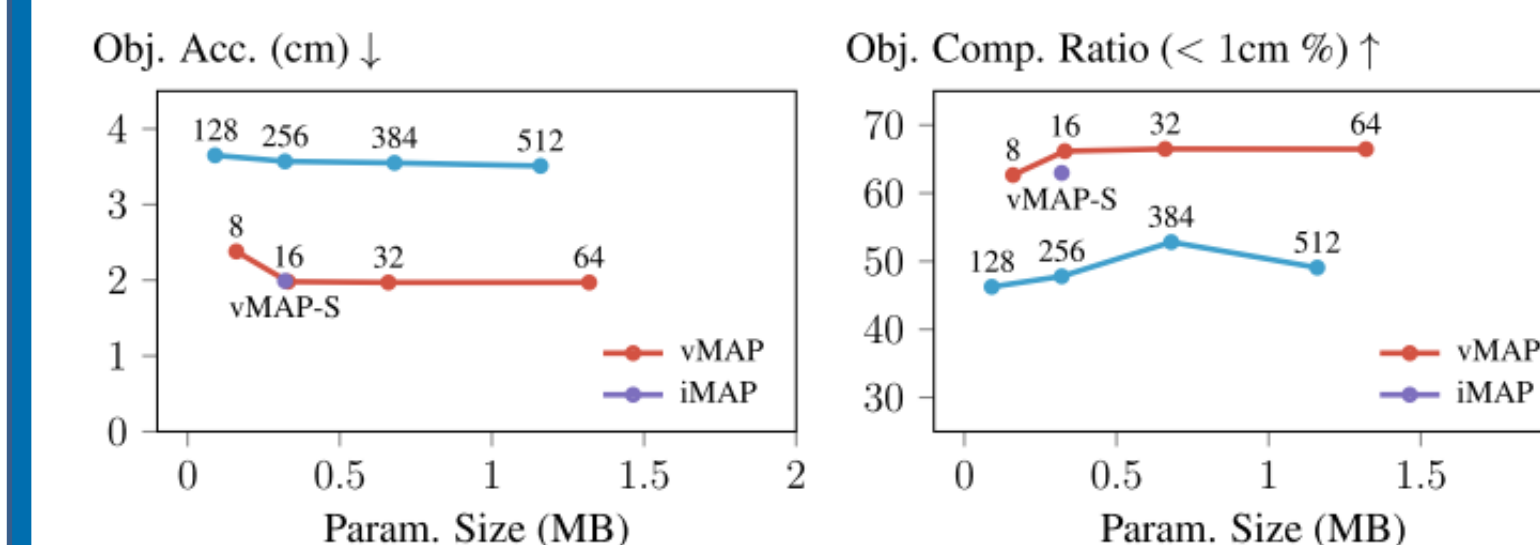 Obj. Acc. (cm) ↓
4
3
2
1
0
128 256 384 512
8
16
32
64
vMAP-S
vMAP
iMAP
0 0.5 1 1.5 2
Param. Size (MB)
Obj. Comp. Ratio (< 1cm %) ↑
70
60
50
40
30
8
16
32
64
vMAP-S
128
256
384
512
vMAP
iMAP
0 0.5 1 1.5
Param. Size (MB)